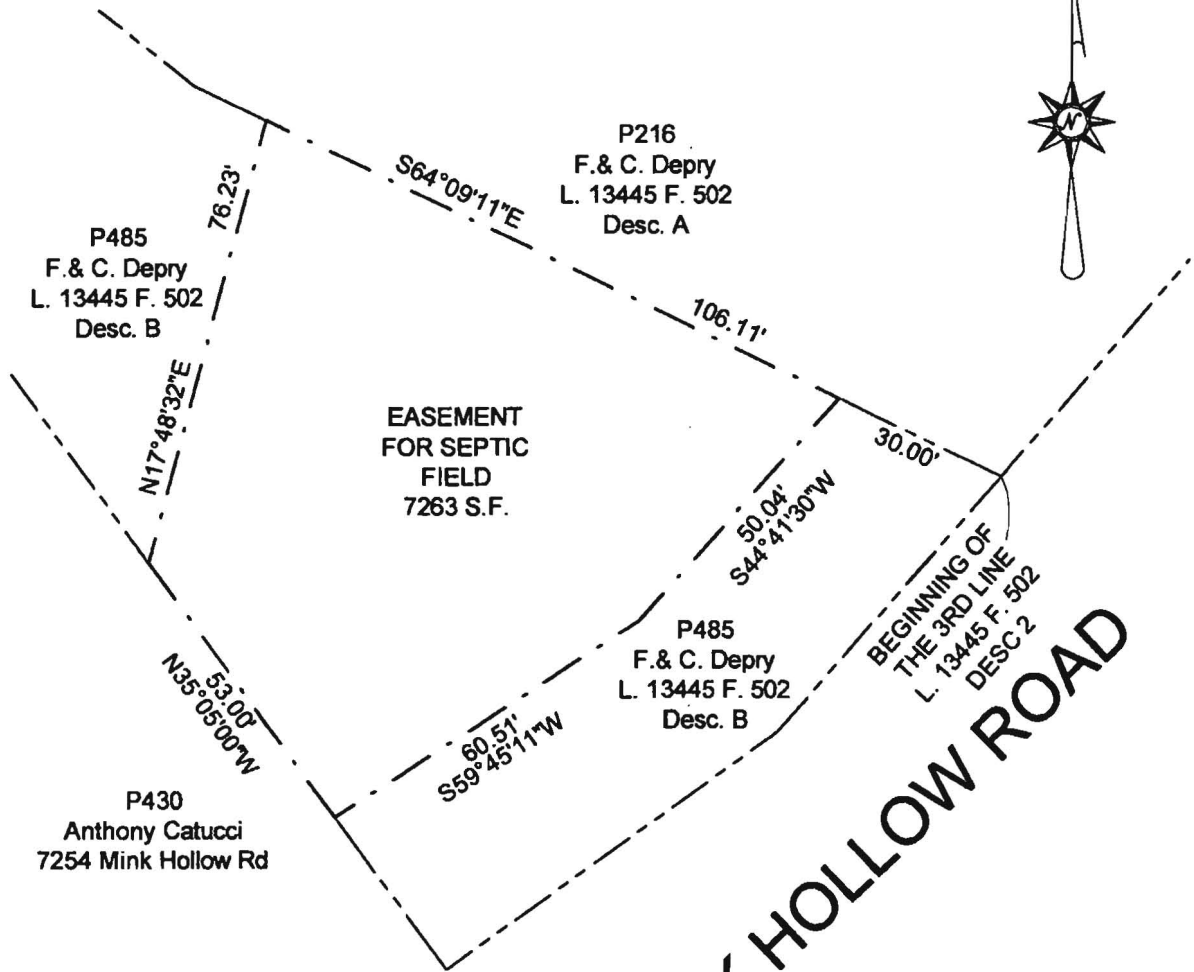 N
P216
F.& C. Depry
L. 13445 F. 502
Desc. A
S64°09'11"E
76.23'
P485
F.& C. Depry
L. 13445 F. 502
Desc. B
106.11'
N17°48'32"E
EASEMENT
FOR SEPTIC
FIELD
7263 S.F.
30.00'
50.04'
S44°41'30"W
BEGINNING OF
THE 3RD LINE
L. 13445 F. 502
DESC 2
P485
F.& C. Depry
L. 13445 F. 502
Desc. B
53.00'
N35°05'00"W
60.51'
S59°45'11"W
P430
Anthony Catucci
7254 Mink Hollow Rd
HOLLOW ROAD